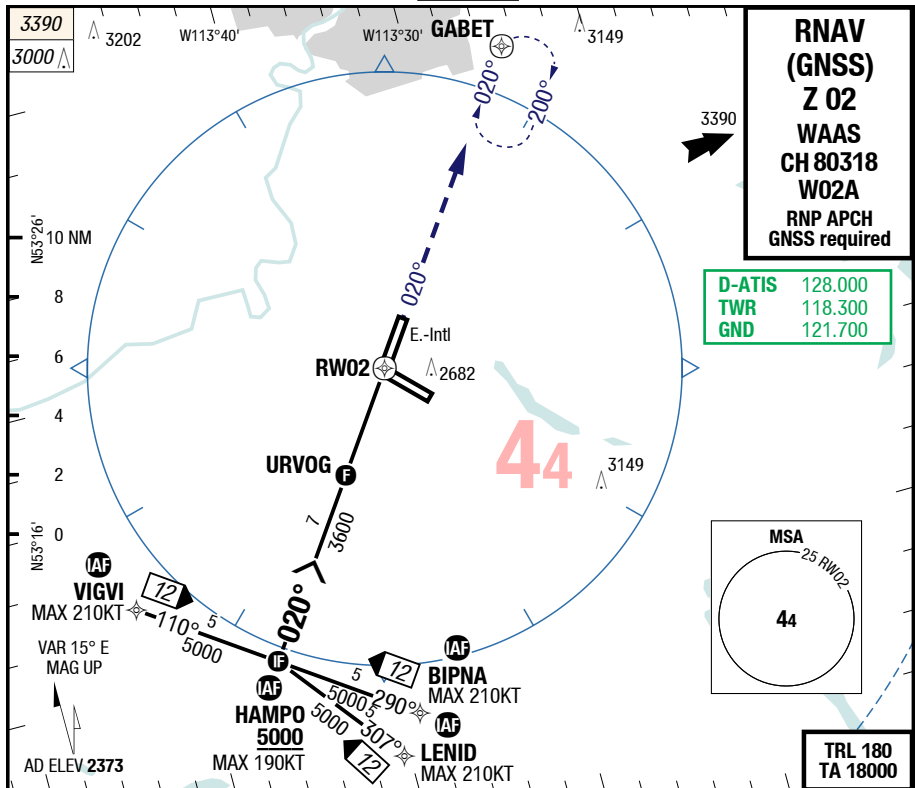 3390
3000
3202
W113°40'
W113°30'
GABET
3149
020°
200°
3390
RNAV
(GNSS)
Z 02
WAAS
CH 80318
W02A
RNP APCH
GNSS required
D-ATIS 128.000
TWR 118.300
GND 121.700
N53°26'
10 NM
8
6
4
2
0
N53°16'
020°
E.-Intl
RW02
2682
44
3149
URVOG
F
7
3600
020°
IAF
VIGVI
MAX 210KT
12
110°
5
5000
VAR 15° E
MAG UP
AD ELEV 2373
IF
IAF
HAMPO
5000
MAX 190KT
12
IAF
BIPNA
MAX 210KT
5
5000
290°
5
5000
307°
12
IAF
LENID
MAX 210KT
MSA
25 RW02
44
TRL 180
TA 18000